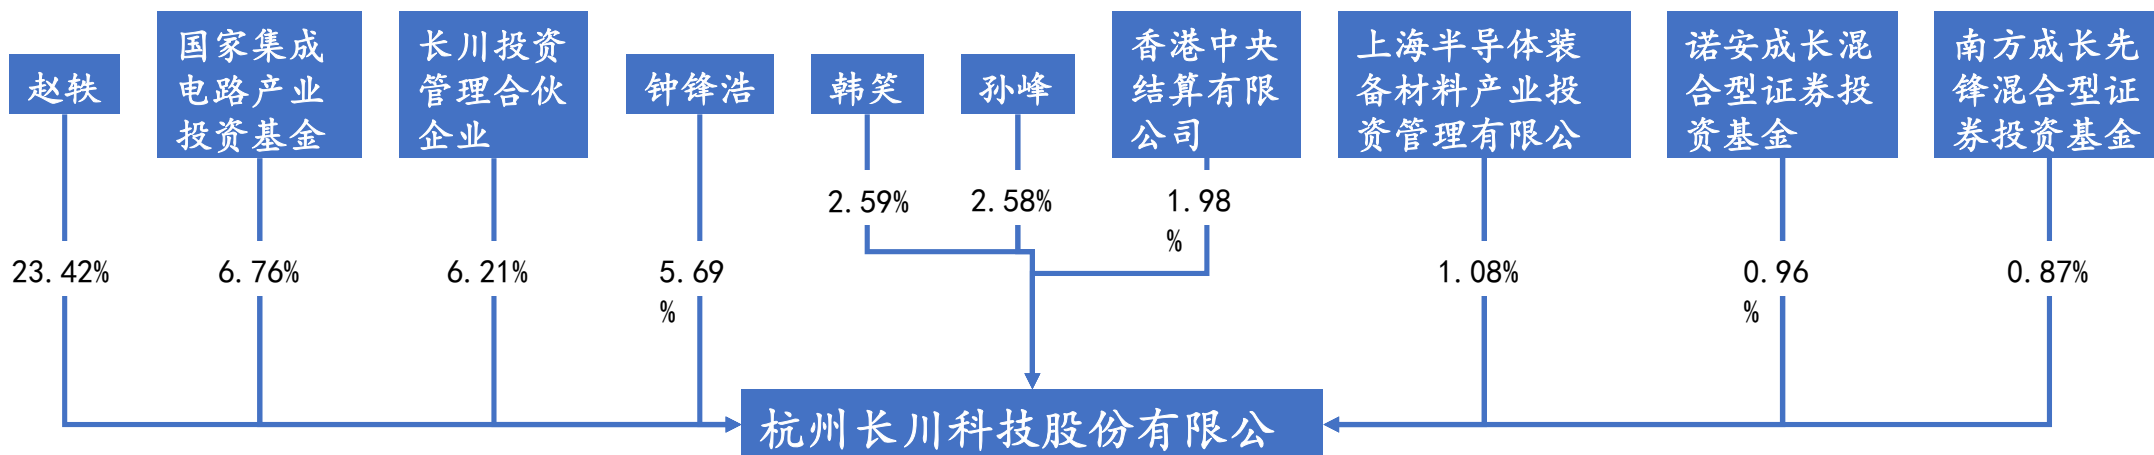 赵轶
国家集成
电路产业
投资基金
长川投资
管理合伙
企业
钟锋浩
韩笑
孙峰
香港中央
结算有限
公司
上海半导体装
备材料产业投
资管理有限公
诺安成长混
合型证券投
资基金
南方成长先
锋混合型证
券投资基金
23.42%
6.76%
6.21%
5.69
%
2.59%
2.58%
1.98
%
1.08%
0.96
%
0.87%
杭州长川科技股份有限公